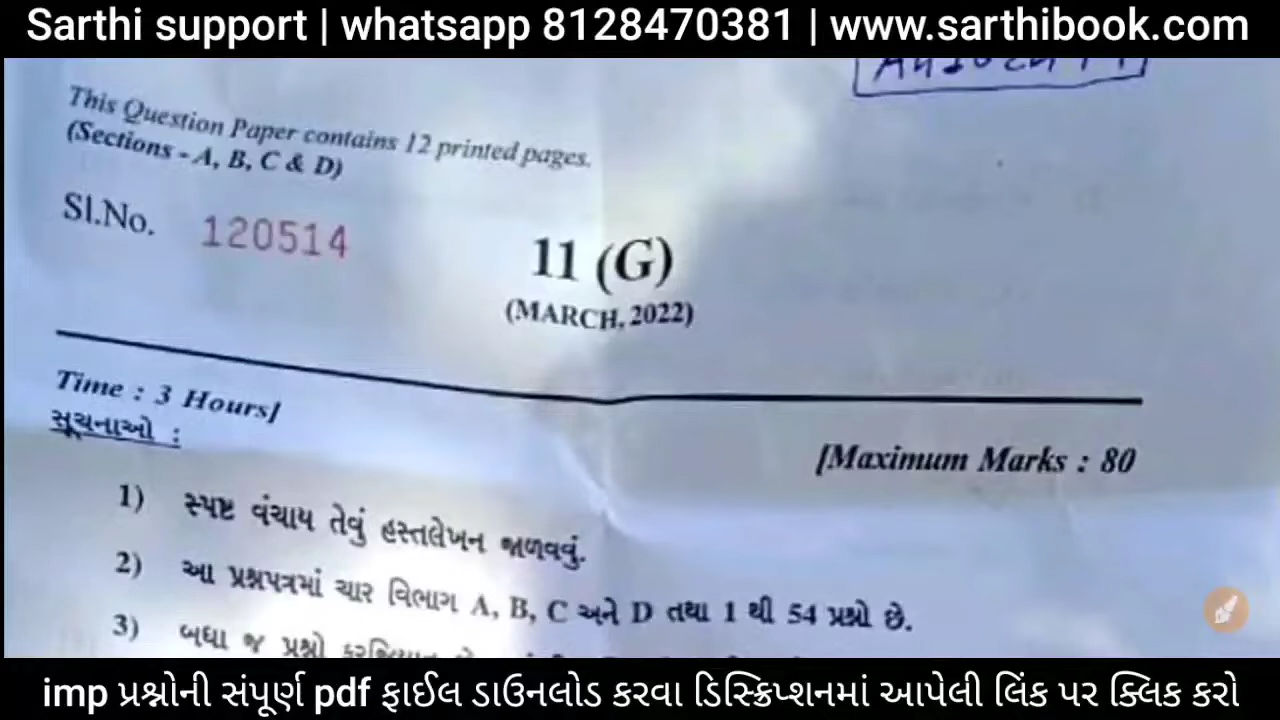 Sarthi support | whatsapp 8128470381 | www.sarthibook.com
This Question Paper contains 12 printed pages.
(Sections - A, B, C & D)
Sl.No. 120514
11 (G)
(MARCH, 2022)
Time : 3 Hours]
[Maximum Marks : 80
સૂચનાઓ :
1) સ્પષ્ટ વંચાય તેવું હસ્તલેખન જાળવવું.
2) આ પ્રશ્નપત્રમાં ચાર વિભાગ A, B, C અને D તથા 1 થી 54 પ્રશ્નો છે.
3) બધા જ પ્રશ્નો
imp પ્રશ્નોની સંપૂર્ણ pdf ફાઈલ ડાઉનલોડ કરવા ડિસ્ક્રિપ્શનમાં આપેલી લિંક પર ક્લિક કરો